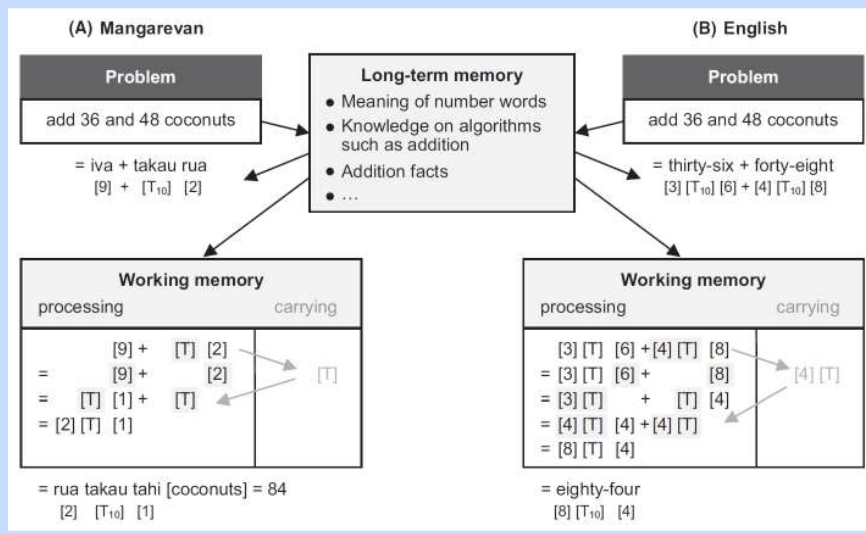 (A) Mangarevan
Problem
add 36 and 48 coconuts
= iva + takau rua
[9] + [T₁₀] [2]
Long-term memory
● Meaning of number words
● Knowledge on algorithms
such as addition
● Addition facts
● …
(B) English
Problem
add 36 and 48 coconuts
= thirty-six + forty-eight
[3] [T₁₀] [6] + [4] [T₁₀] [8]
Working memory
processing carrying
[9] + [T] [2]
= [9] + [2] [T]
= [T] [1] + [T]
= [2] [T] [1]
= rua takau tahi [coconuts] = 84
[2] [T₁₀] [1]
Working memory
processing carrying
[3] [T] [6] + [4] [T] [8]
= [3] [T] [6] + [8] [4] [T]
= [3] [T] + [T] [4]
= [4] [T] [4] + [4] [T]
= [8] [T] [4]
= eighty-four
[8] [T₁₀] [4]